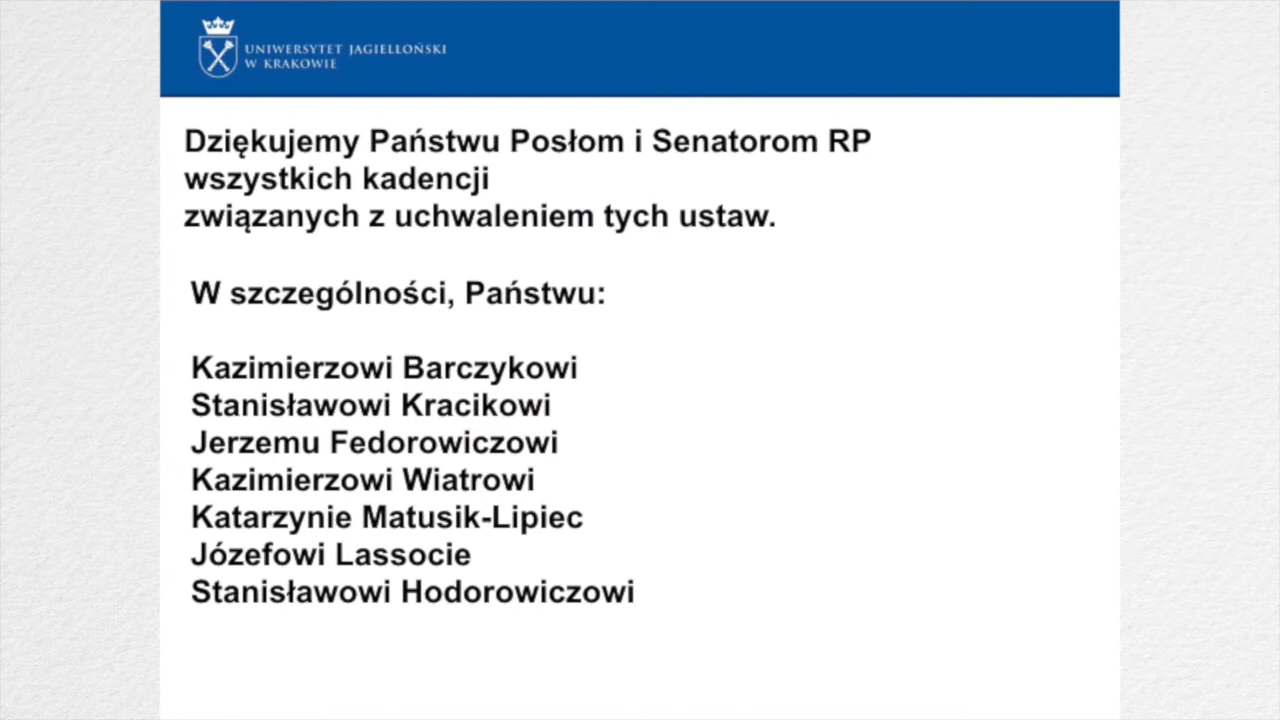 UNIWERSYTET JAGIELLOŃSKI
W KRAKOWIE
Dziękujemy Państwu Posłom i Senatorom RP
wszystkich kadencji
związanych z uchwaleniem tych ustaw.
W szczególności, Państwu:
Kazimierzowi Barczykowi
Stanisławowi Kracikowi
Jerzemu Fedorowiczowi
Kazimierzowi Wiatrowi
Katarzynie Matusik-Lipiec
Józefowi Lassocie
Stanisławowi Hodorowiczowi